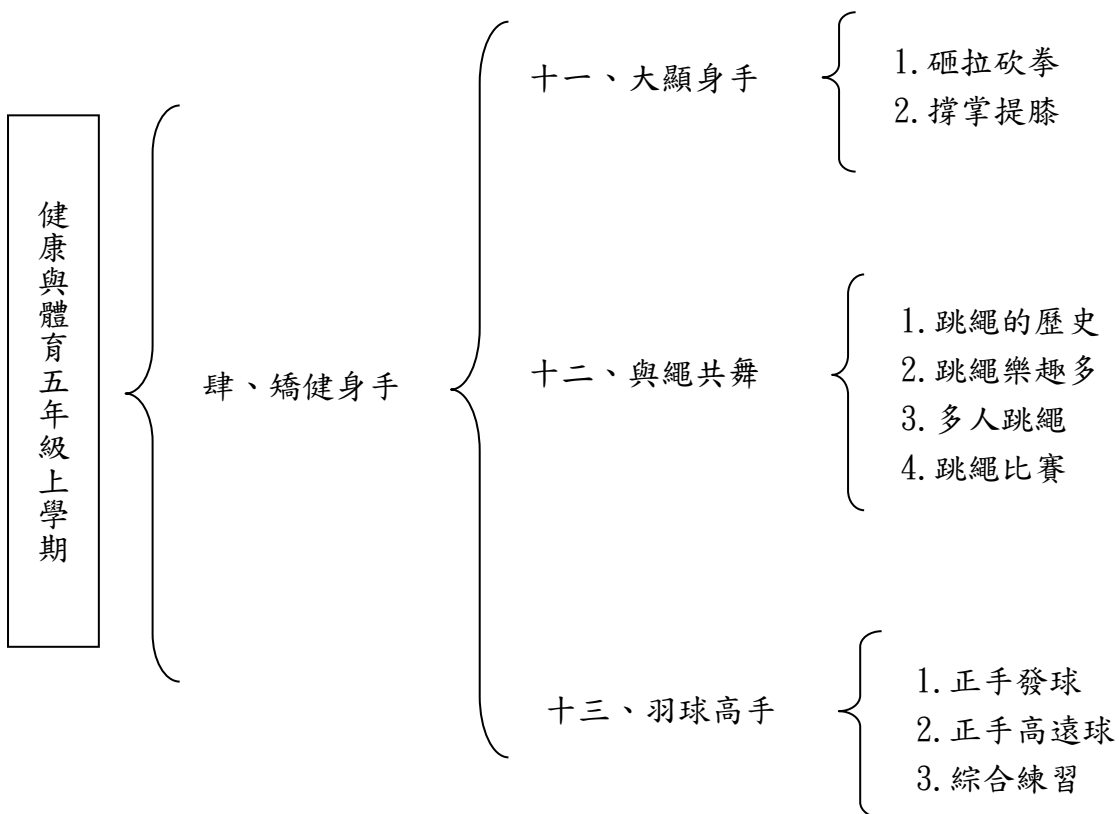 健康與體育五年級上學期
肆、矯健身手
十一、大顯身手
1.砸拉砍拳
2.撐掌提膝
十二、與繩共舞
1.跳繩的歷史
2.跳繩樂趣多
3.多人跳繩
4.跳繩比賽
十三、羽球高手
1.正手發球
2.正手高遠球
3.綜合練習